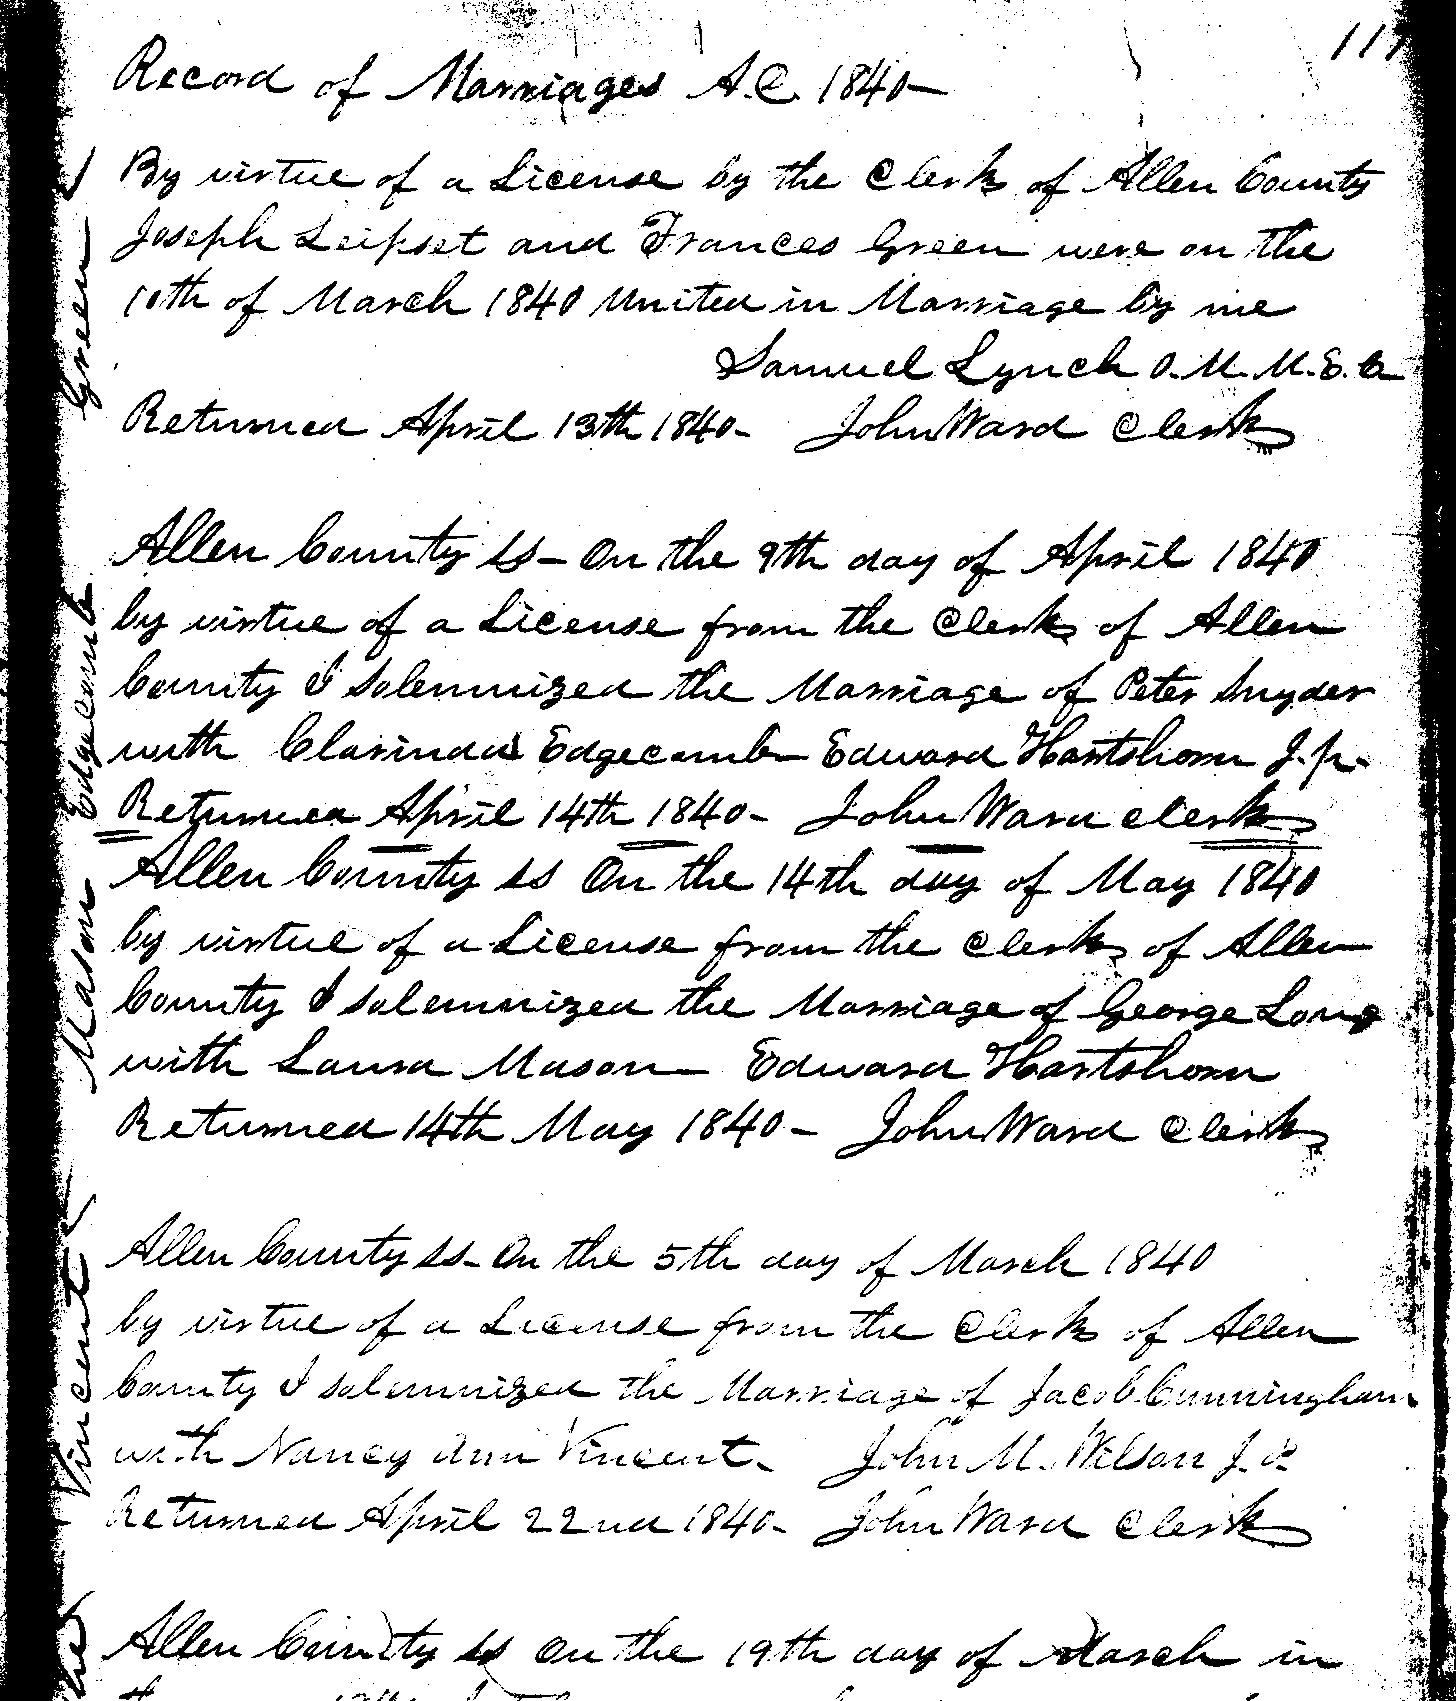 117
Record of Marriages A.C. 1840-
By virtue of a License by the Clerk of Allen County
Joseph Leipset and Frances Green were on the
10th of March 1840 United in Marriage by me
Samuel Lynch O.M.M.E.C
Returned April 13th 1840- John Ward Clerk
Allen County ss- On the 9th day of April 1840
by virtue of a License from the Clerk of Allen
County I solemnized the Marriage of Peter Snyder
with Clarinda Edgecomb Edward Hartshorn J.p.
Returned April 14th 1840- John Ward clerk
Allen County ss On the 14th day of May 1840
by virtue of a License from the Clerk of Allen
County I solemnized the Marriage of George Long
with Laura Mason Edward Hartshorn
Returned 14th May 1840- John Ward Clerk
Allen County ss- On the 5th day of March 1840
by virtue of a License from the Clerk of Allen
County I solemnized the Marriage of Jacob Cunningham
with Nancy Ann Vincent- John M. Wilson J.P.
Returned April 22nd 1840- John Ward Clerk
Allen County ss On the 19th day of March in
Green
Edgecomb
Mason
Vincent